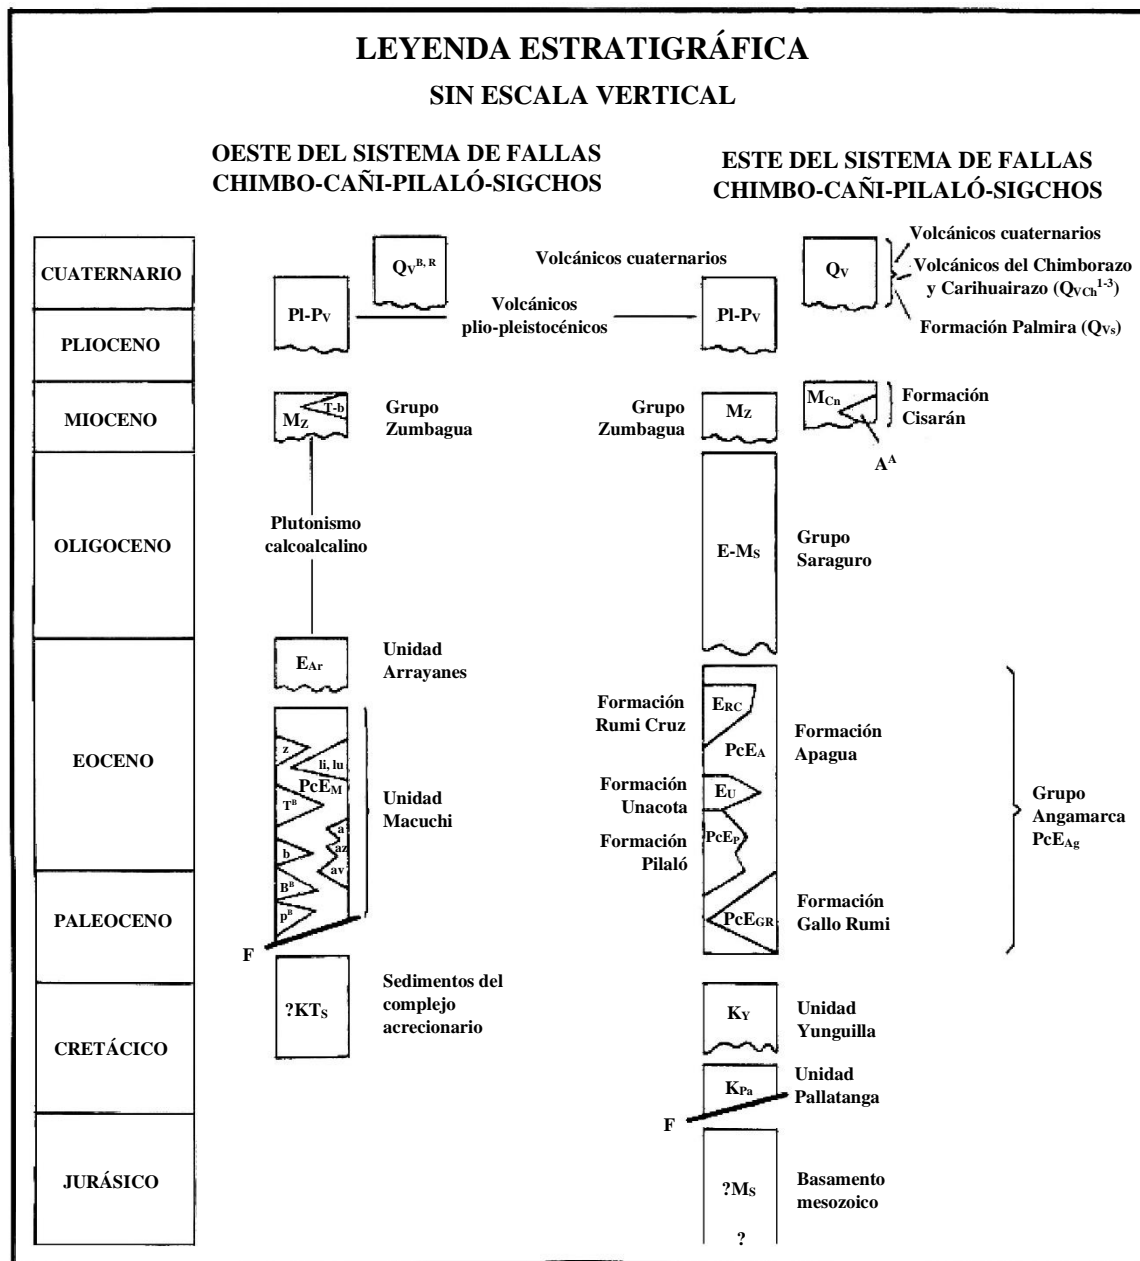 LEYENDA ESTRATIGRÁFICA
SIN ESCALA VERTICAL
OESTE DEL SISTEMA DE FALLAS
CHIMBO-CAÑI-PILALÓ-SIGCHOS
ESTE DEL SISTEMA DE FALLAS
CHIMBO-CAÑI-PILALÓ-SIGCHOS
CUATERNARIO
PLIOCENO
MIOCENO
OLIGOCENO
EOCENO
PALEOCENO
CRETÁCICO
JURÁSICO
QV^B, R
Pl-PV
Volcánicos cuaternarios
Volcánicos
plio-pleistocénicos
MZ
T-b
Grupo
Zumbagua
Plutonismo
calcoalcalino
EAr
Unidad
Arrayanes
z
li, lu
PcEM
T^B
a
az
b
av
B^B
p^B
Unidad
Macuchi
F
?KTS
Sedimentos del
complejo
acrecionario
QV
Volcánicos cuaternarios
Volcánicos del Chimborazo
y Carihuairazo (QVCh^1-3)
Formación Palmira (QVs)
Pl-PV
Grupo
Zumbagua
MZ
MCn
Formación
Cisarán
A^A
E-MS
Grupo
Saraguro
Formación
Rumi Cruz
ERC
PcEA
Formación
Apagua
Formación
Unacota
EU
Formación
Pilaló
PcEP
PcEGR
Formación
Gallo Rumi
Grupo
Angamarca
PcEAg
KY
Unidad
Yunguilla
KPa
Unidad
Pallatanga
F
?MS
?
Basamento
mesozoico